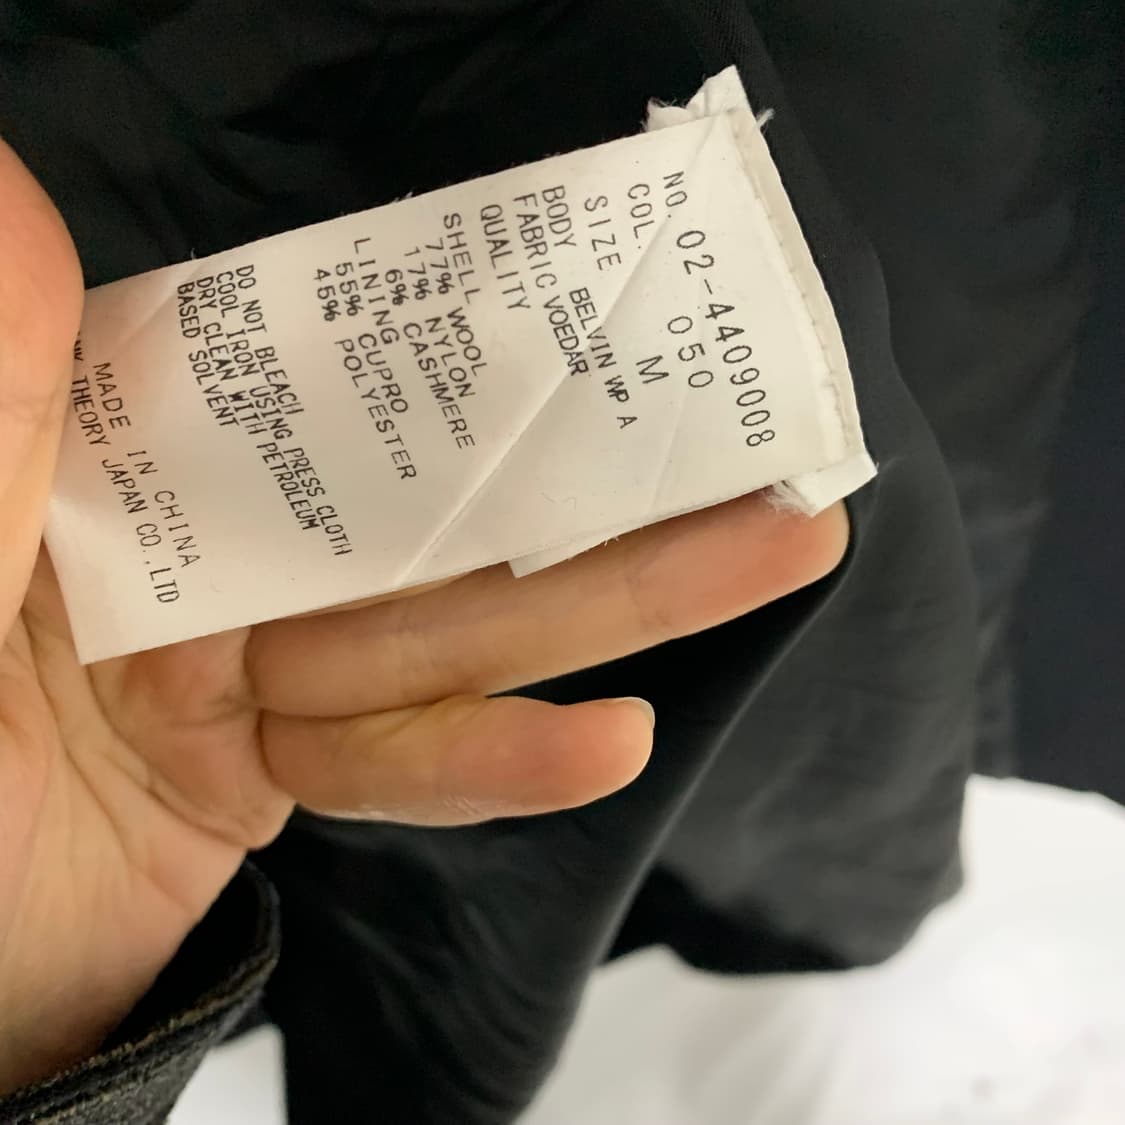 NO. 02-4409008
COL. 050
SIZE M
BODY BELVIN WP A
FABRIC VOEDAR
QUALITY
SHELL
77% WOOL
17% NYLON
6% CASHMERE
LINING
55% CUPRO
45% POLYESTER
DO NOT BLEACH
COOL IRON USING PRESS CLOTH
DRY CLEAN WITH PETROLEUM
BASED SOLVENT
MADE IN CHINA
THEORY JAPAN CO.,LTD